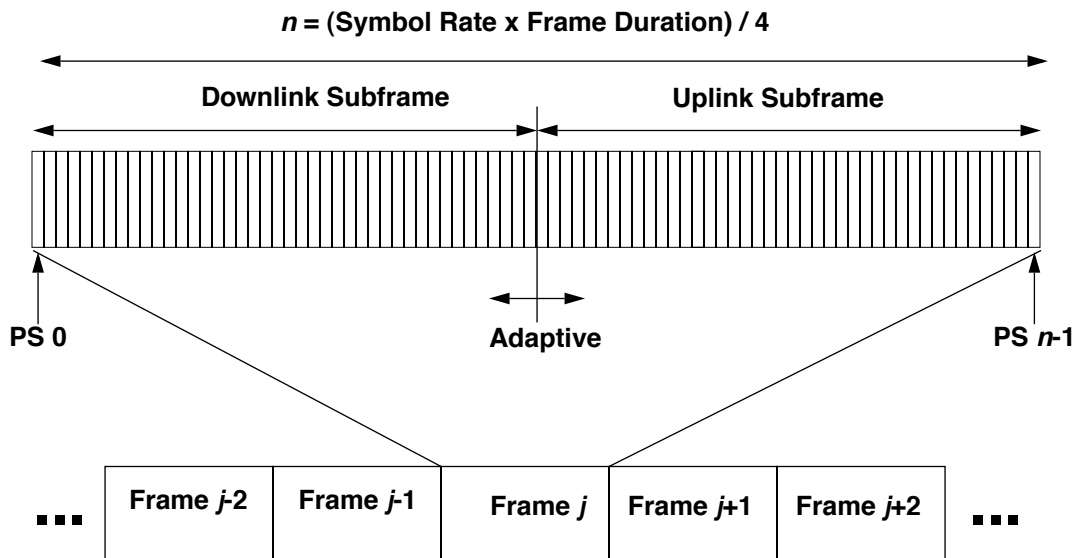 n = (Symbol Rate x Frame Duration) / 4
Downlink Subframe Uplink Subframe
PS 0 Adaptive PS n-1
... Frame j-2 Frame j-1 Frame j Frame j+1 Frame j+2 ...